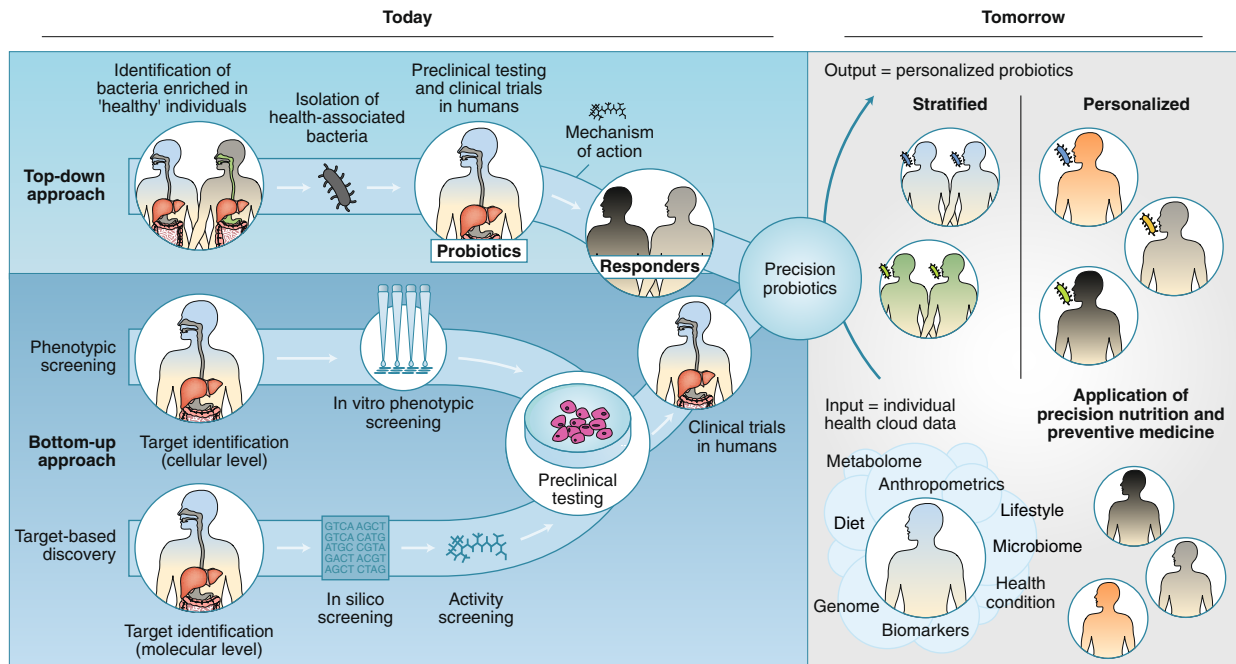 Today
Tomorrow
Identification of
bacteria enriched in
'healthy' individuals
Isolation of
health-associated
bacteria
Preclinical testing
and clinical trials
in humans
Mechanism
of action
Top-down
approach
Probiotics
Responders
Precision
probiotics
Phenotypic
screening
In vitro phenotypic
screening
Target identification
(cellular level)
Bottom-up
approach
Clinical trials
in humans
Preclinical
testing
Target-based
discovery
GTCA AGCT
GTCA CATG
ATGC CGTA
GACT ACGT
AGCT CTAG
In silico
screening
Activity
screening
Target identification
(molecular level)
Output = personalized probiotics
Stratified
Personalized
Input = individual
health cloud data
Application of
precision nutrition and
preventive medicine
Metabolome
Anthropometrics
Diet
Lifestyle
Microbiome
Genome
Health
condition
Biomarkers